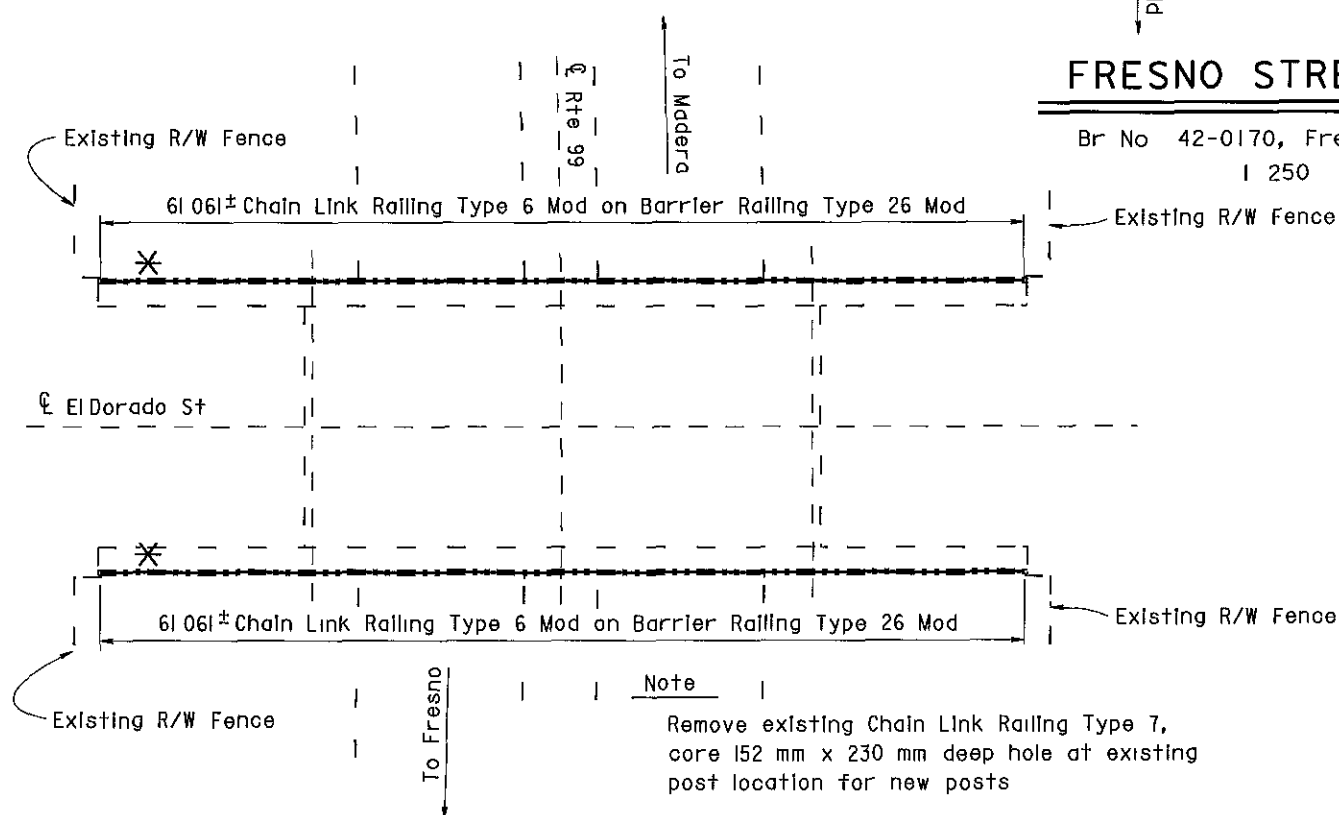 FRESNO STRE
Br No 42-0170, Fre
1 250
To Madera
℄ Rte 99
Existing R/W Fence
61 061± Chain Link Railing Type 6 Mod on Barrier Railing Type 26 Mod
Existing R/W Fence
℄ El Dorado St
61 061± Chain Link Railing Type 6 Mod on Barrier Railing Type 26 Mod
Existing R/W Fence
Existing R/W Fence
To Fresno
Note
Remove existing Chain Link Railing Type 7,
core 152 mm x 230 mm deep hole at existing
post location for new posts